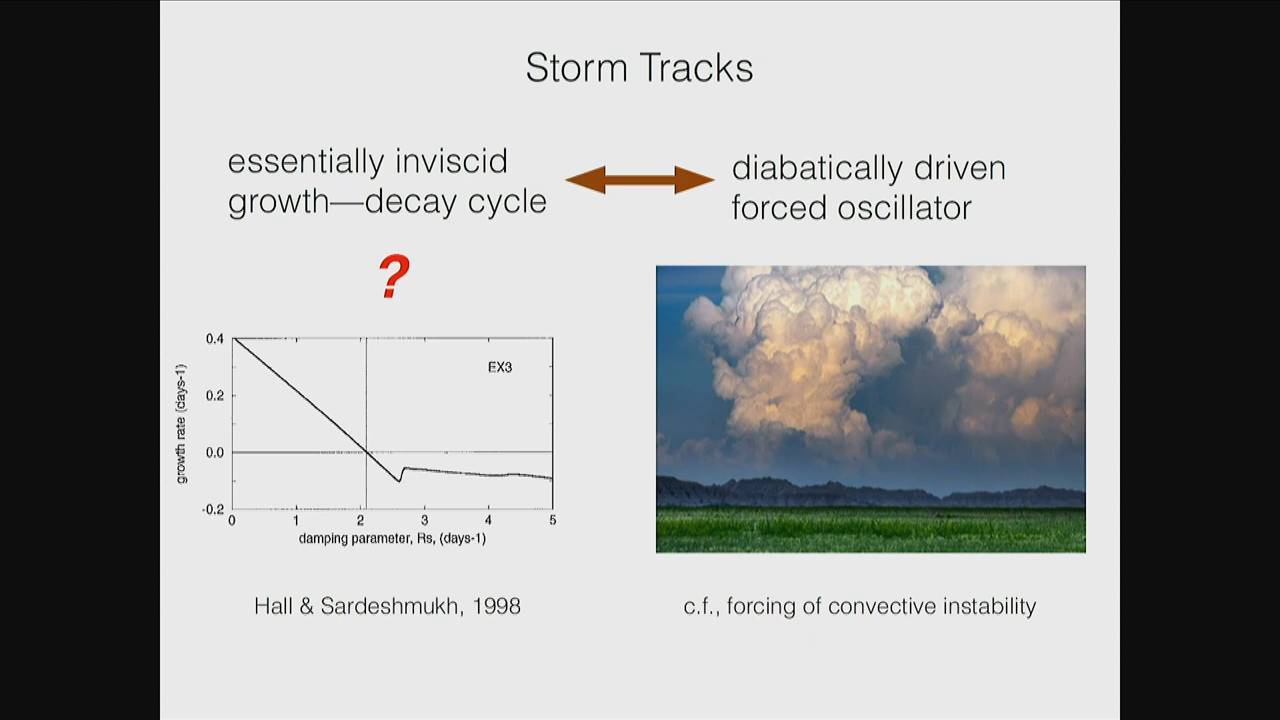 Storm Tracks
essentially inviscid
growth—decay cycle
diabatically driven
forced oscillator
?
0.4
0.2
0.0
-0.2
growth rate (days-1)
EX3
0 1 2 3 4 5
damping parameter, Rs, (days-1)
Hall & Sardeshmukh, 1998
c.f., forcing of convective instability